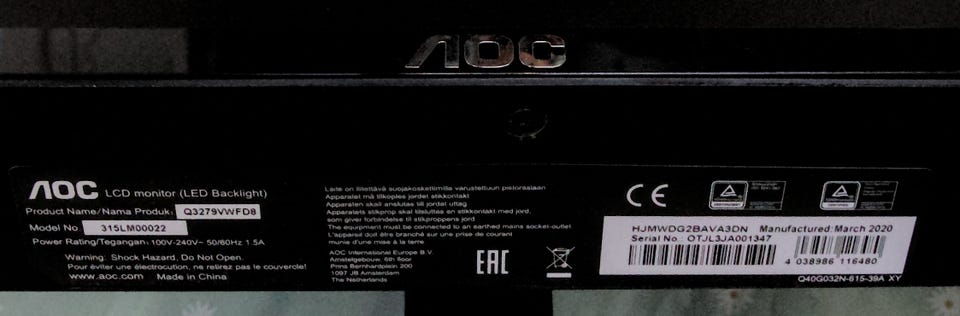 AOC
AOC LCD monitor (LED Backlight)
Product Name/Nama Produk: Q3279VWFD8
Model No 315LM00022
Power Rating/Tegangan: 100V-240V~ 50/60Hz 1.5A
Warning: Shock Hazard, Do Not Open.
Pour éviter une électrocution, ne retirez pas le couvercle!
www.aoc.com Made in China
Laite on liitettävä suojakoskettimilla varustettuun pistorasiaan
Apparatet må tilkoples jordet stikkontakt
Apparaten skall anslutas till jordat uttag
Apparatets stikprop skal tilsluttes en stikkontakt med jord,
som giver forbindelse til stikproppens jord
The equipment must be connected to an earthed mains socket-outlet
L'appareil doit être branché sur une prise de courant
munie d'une mise à la terre
AOC International Europe B.V.
Amstelgebouw, 6th floor
Prins Bernhardplein 200
1097 JB Amsterdam
The Netherlands
EAC
CE
HJMWDG2BAVA3DN Manufactured: March 2020
Serial No : OTJL3JA001347
4 038986 116480
Q40G032N-615-39A XY